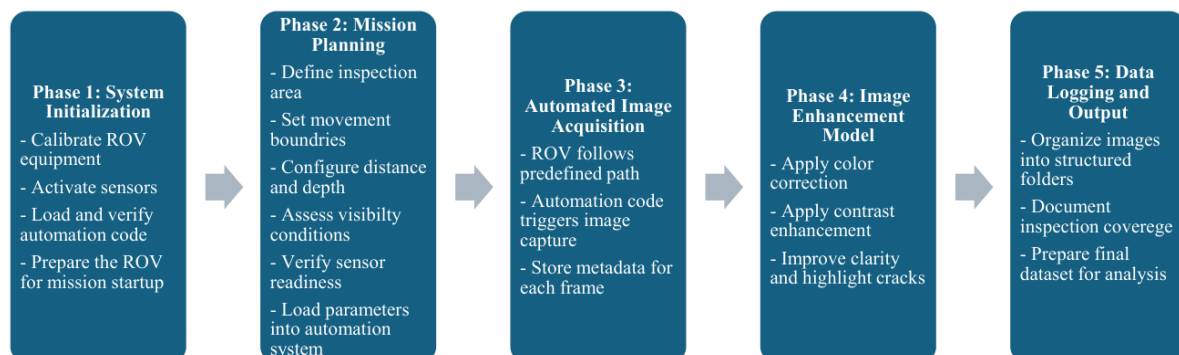 Phase 1: System
Initialization
- Calibrate ROV
equipment
- Activate sensors
- Load and verify
automation code
- Prepare the ROV
for mission startup
Phase 2: Mission
Planning
- Define inspection
area
- Set movement
boundries
- Configure distance
and depth
- Assess visibilty
conditions
- Verify sensor
readiness
- Load parameters
into automation
system
Phase 3:
Automated Image
Acquisition
- ROV follows
predefined path
- Automation code
triggers image
capture
- Store metadata for
each frame
Phase 4: Image
Enhancement
Model
- Apply color
correction
- Apply contrast
enhancement
- Improve clarity
and highlight cracks
Phase 5: Data
Logging and
Output
- Organize images
into structured
folders
- Document
inspection coverege
- Prepare final
dataset for analysis